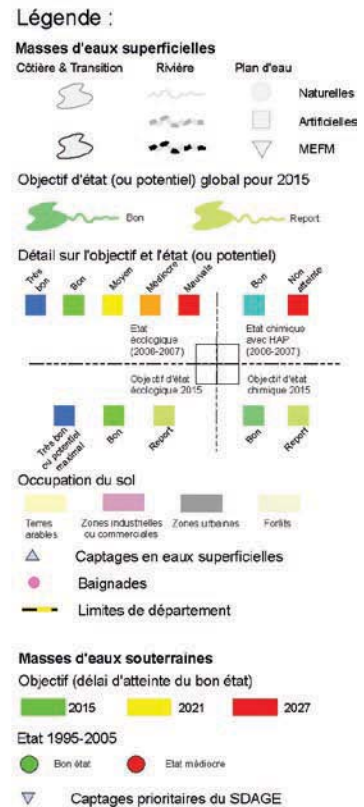 Légende :
Masses d'eaux superficielles
Côtière & Transition Rivière Plan d'eau
Naturelles
Artificielles
MEFM
Objectif d'état (ou potentiel) global pour 2015
Bon Report
Détail sur l'objectif et l'état (ou potentiel)
Très bon Bon Moyen Médiocre Mauvais Bon Non atteinte
Etat écologique (2006-2007) Etat chimique avec HAP (2006-2007)
Objectif d'état écologique 2015 Objectif d'état chimique 2015
Très bon ou potentiel maximal Bon Report Bon Report
Occupation du sol
Terres arables Zones industrielles ou commerciales Zones urbaines Forêts
Captages en eaux superficielles
Baignades
Limites de département
Masses d'eaux souterraines
Objectif (délai d'atteinte du bon état)
2015 2021 2027
Etat 1995-2005
Bon état Etat médiocre
Captages prioritaires du SDAGE